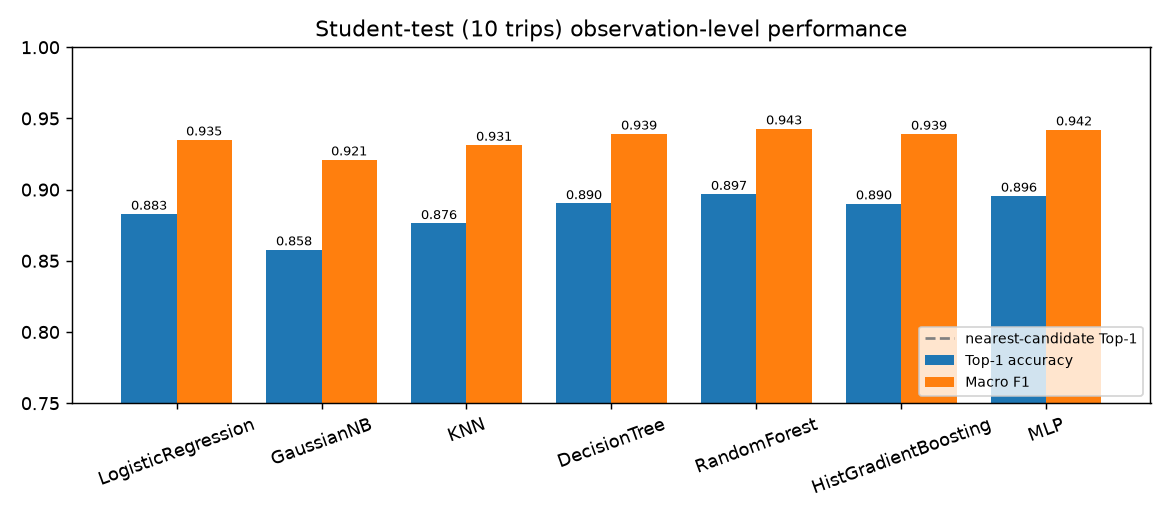 Student-test (10 trips) observation-level performance
1.00
0.95
0.90
0.85
0.80
0.75
0.883
0.935
0.858
0.921
0.876
0.931
0.890
0.939
0.897
0.943
0.890
0.939
0.896
0.942
nearest-candidate Top-1
Top-1 accuracy
Macro F1
LogisticRegression
GaussianNB
KNN
DecisionTree
RandomForest
HistGradientBoosting
MLP